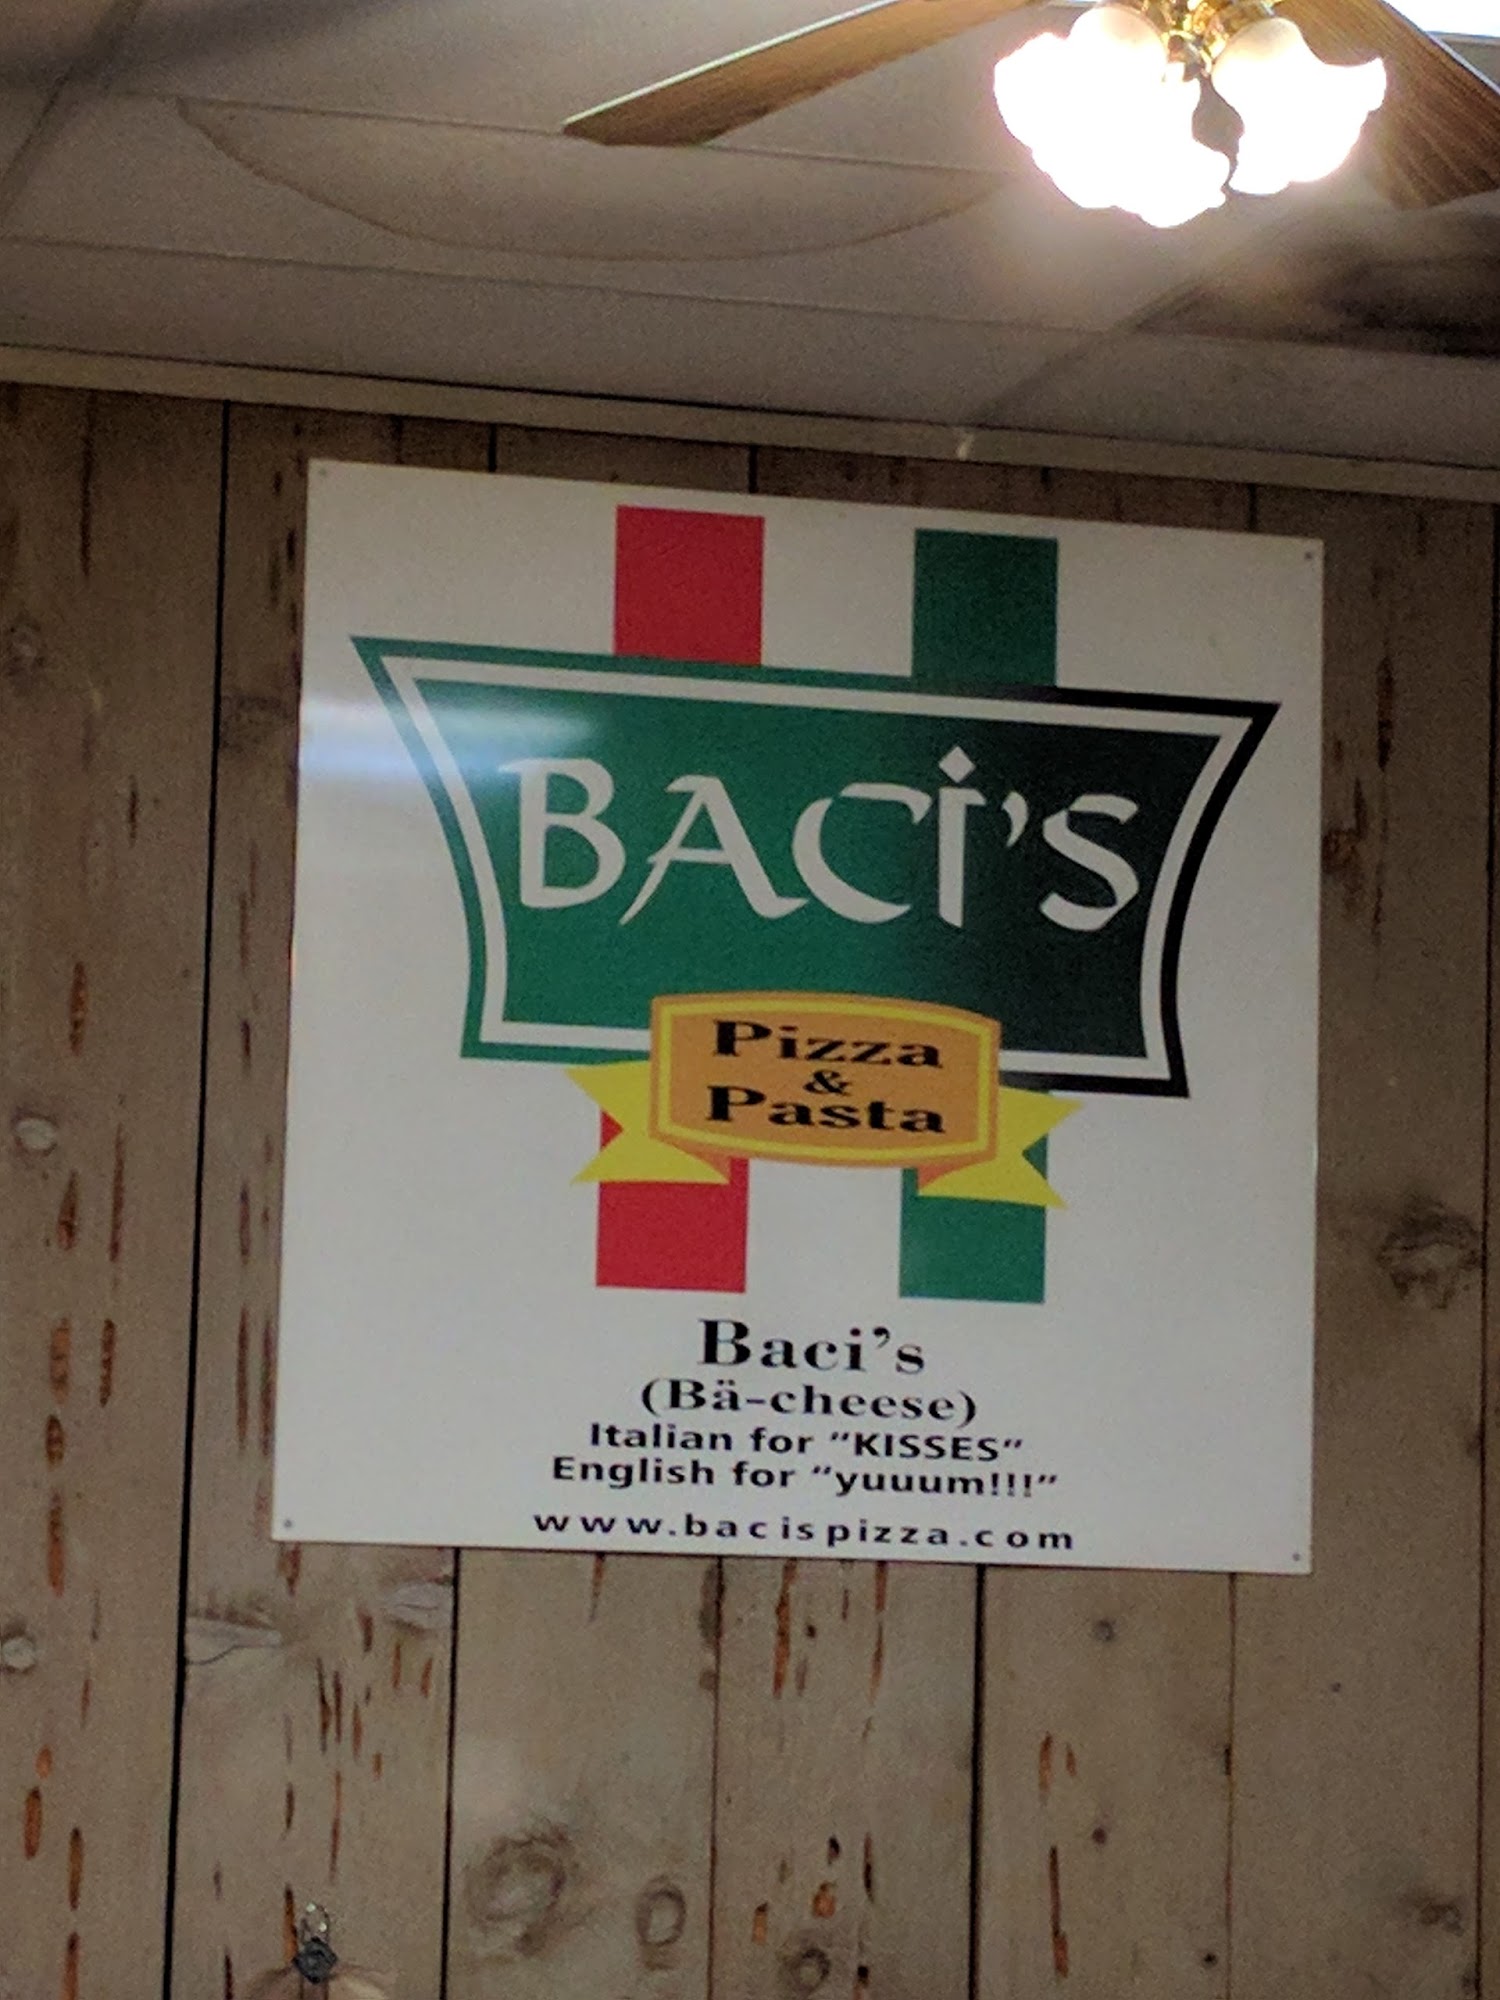 BACi'S
Pizza
&
Pasta
Baci's
(Bä-cheese)
Italian for "KISSES"
English for "yuuum!!!"
www.bacispizza.com